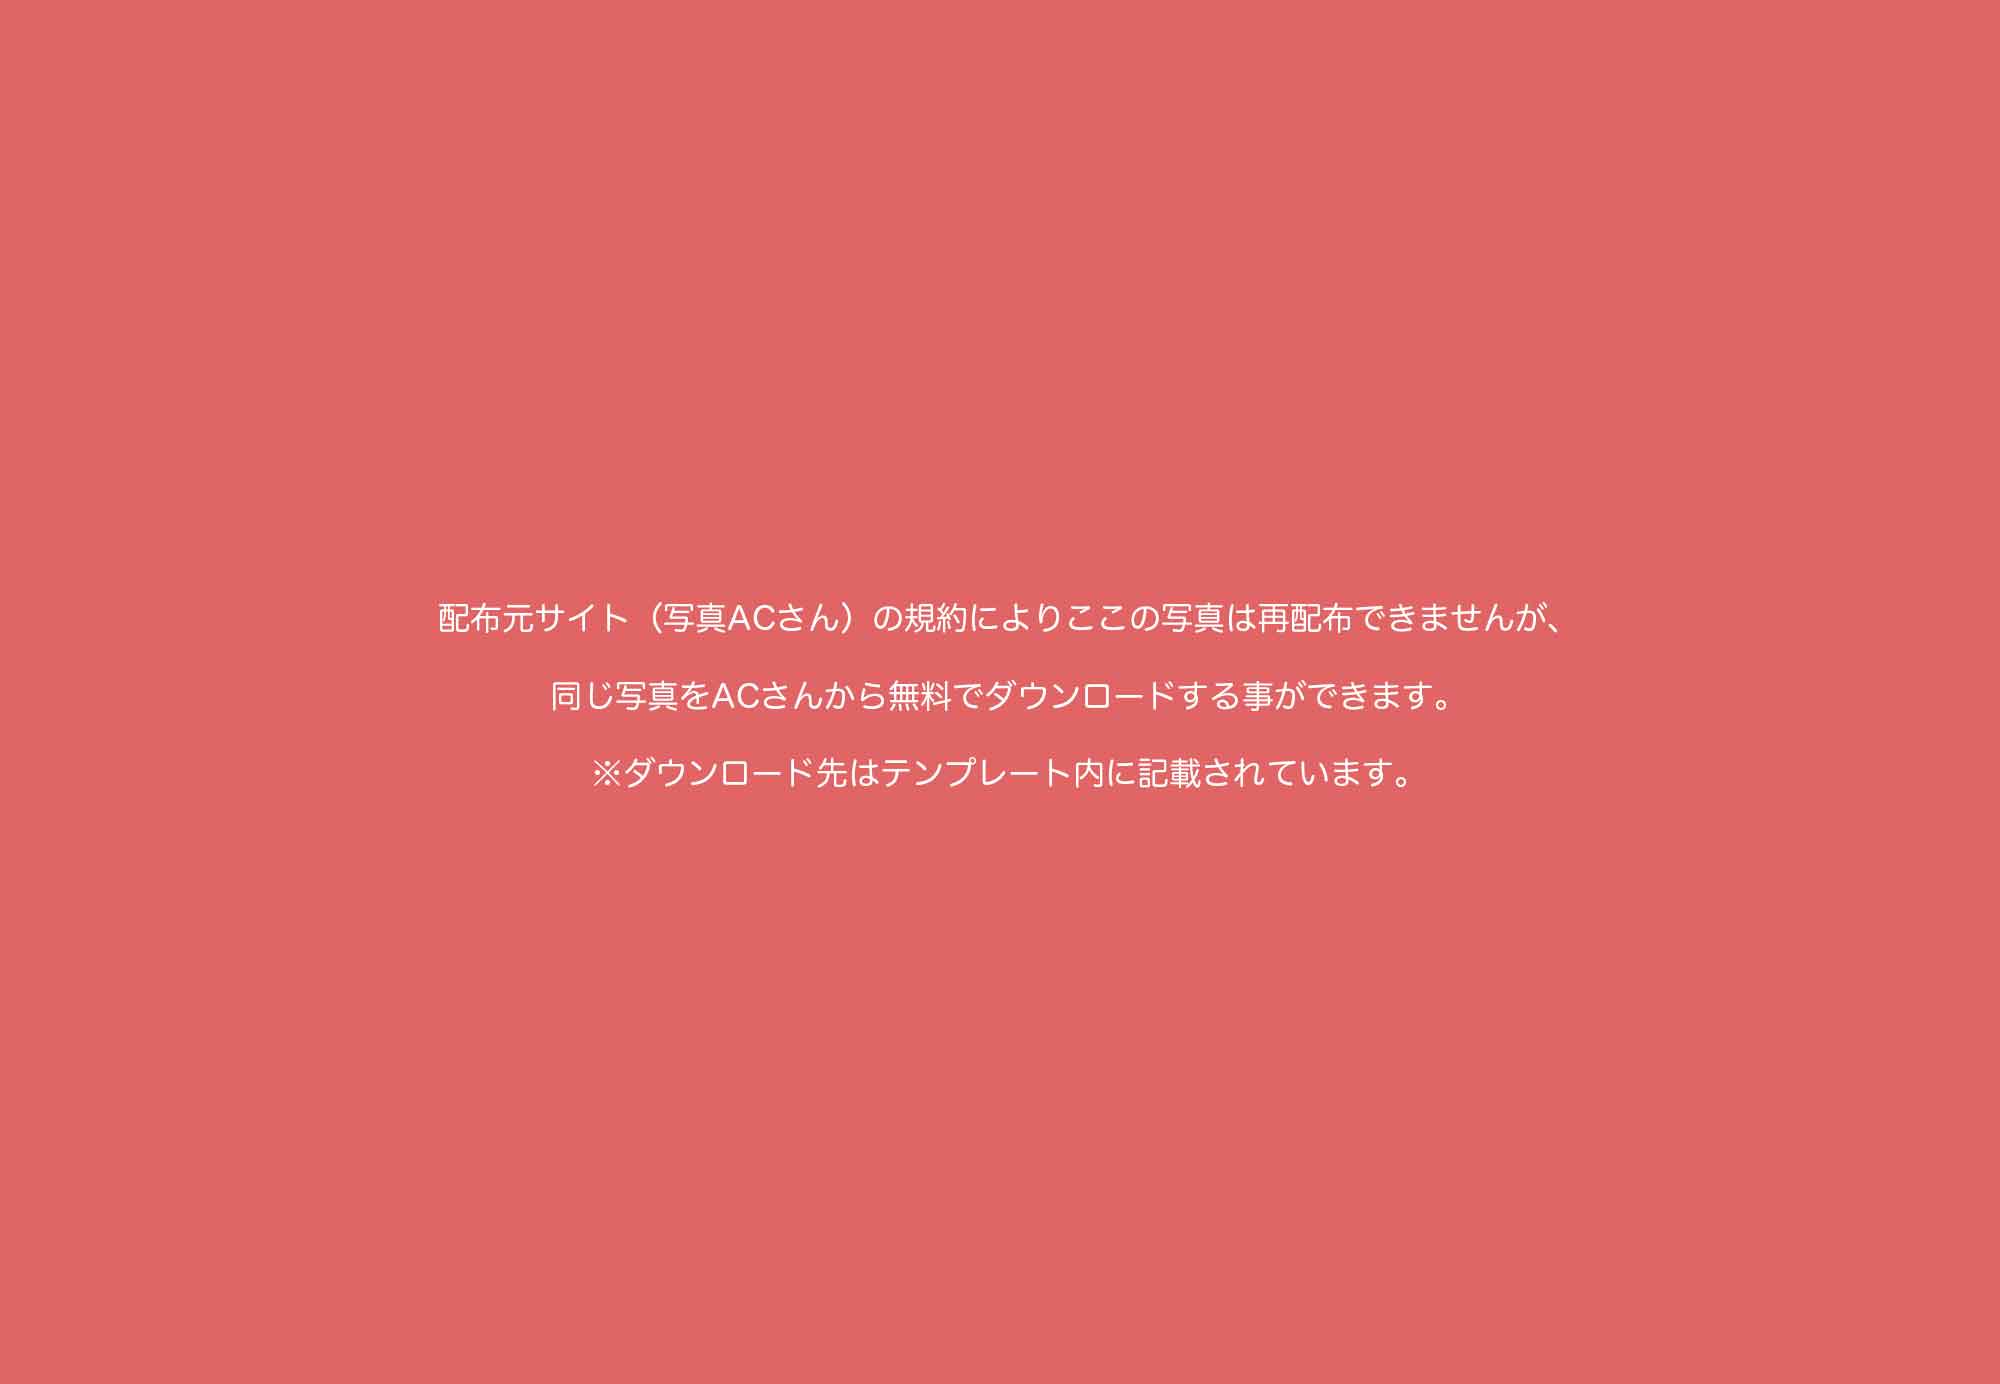 配布元サイト（写真ACさん）の規約によりここの写真は再配布できませんが、
同じ写真をACさんから無料でダウンロードする事ができます。
※ダウンロード先はテンプレート内に記載されています。